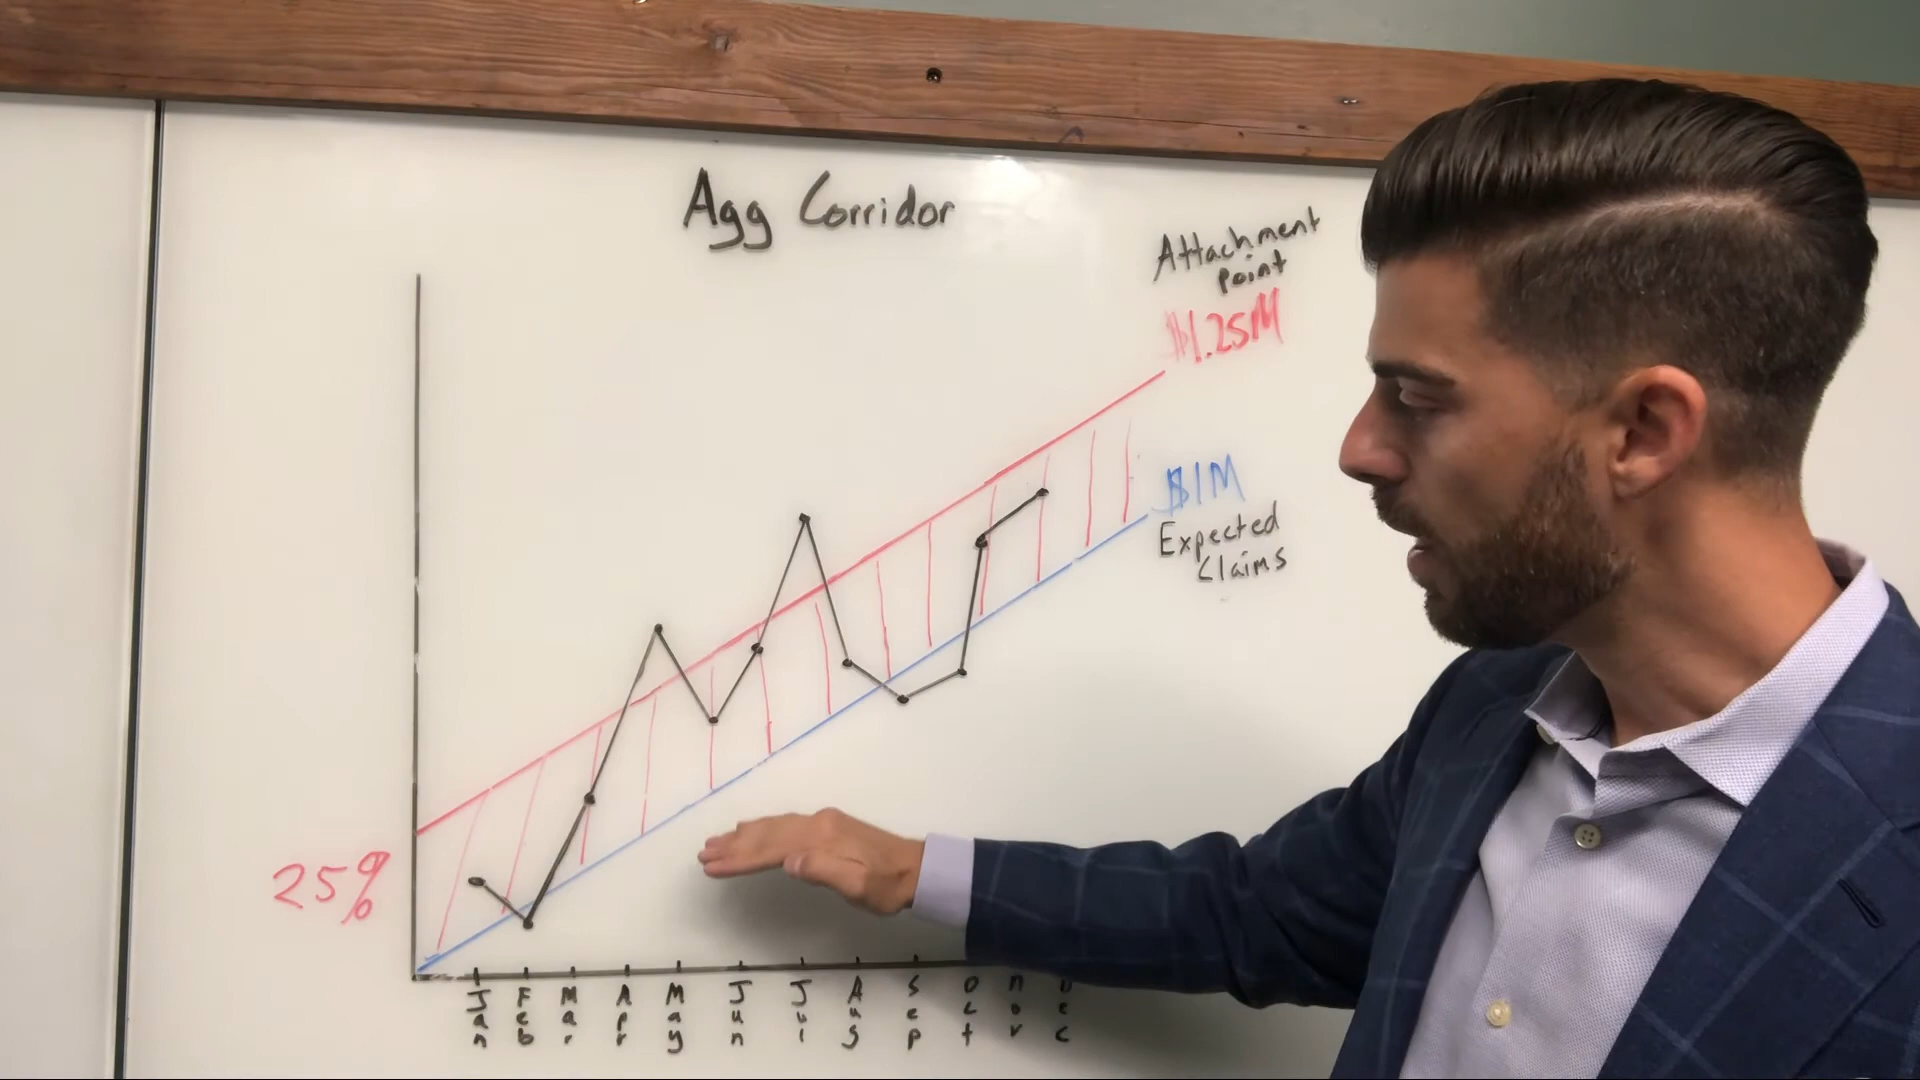 Agg Corridor
Attachment
point
$1.25M
$1M
Expected
Claims
25%
Jan Feb Mar Apr May Jun Jul Aug Sep Oct nov Dec